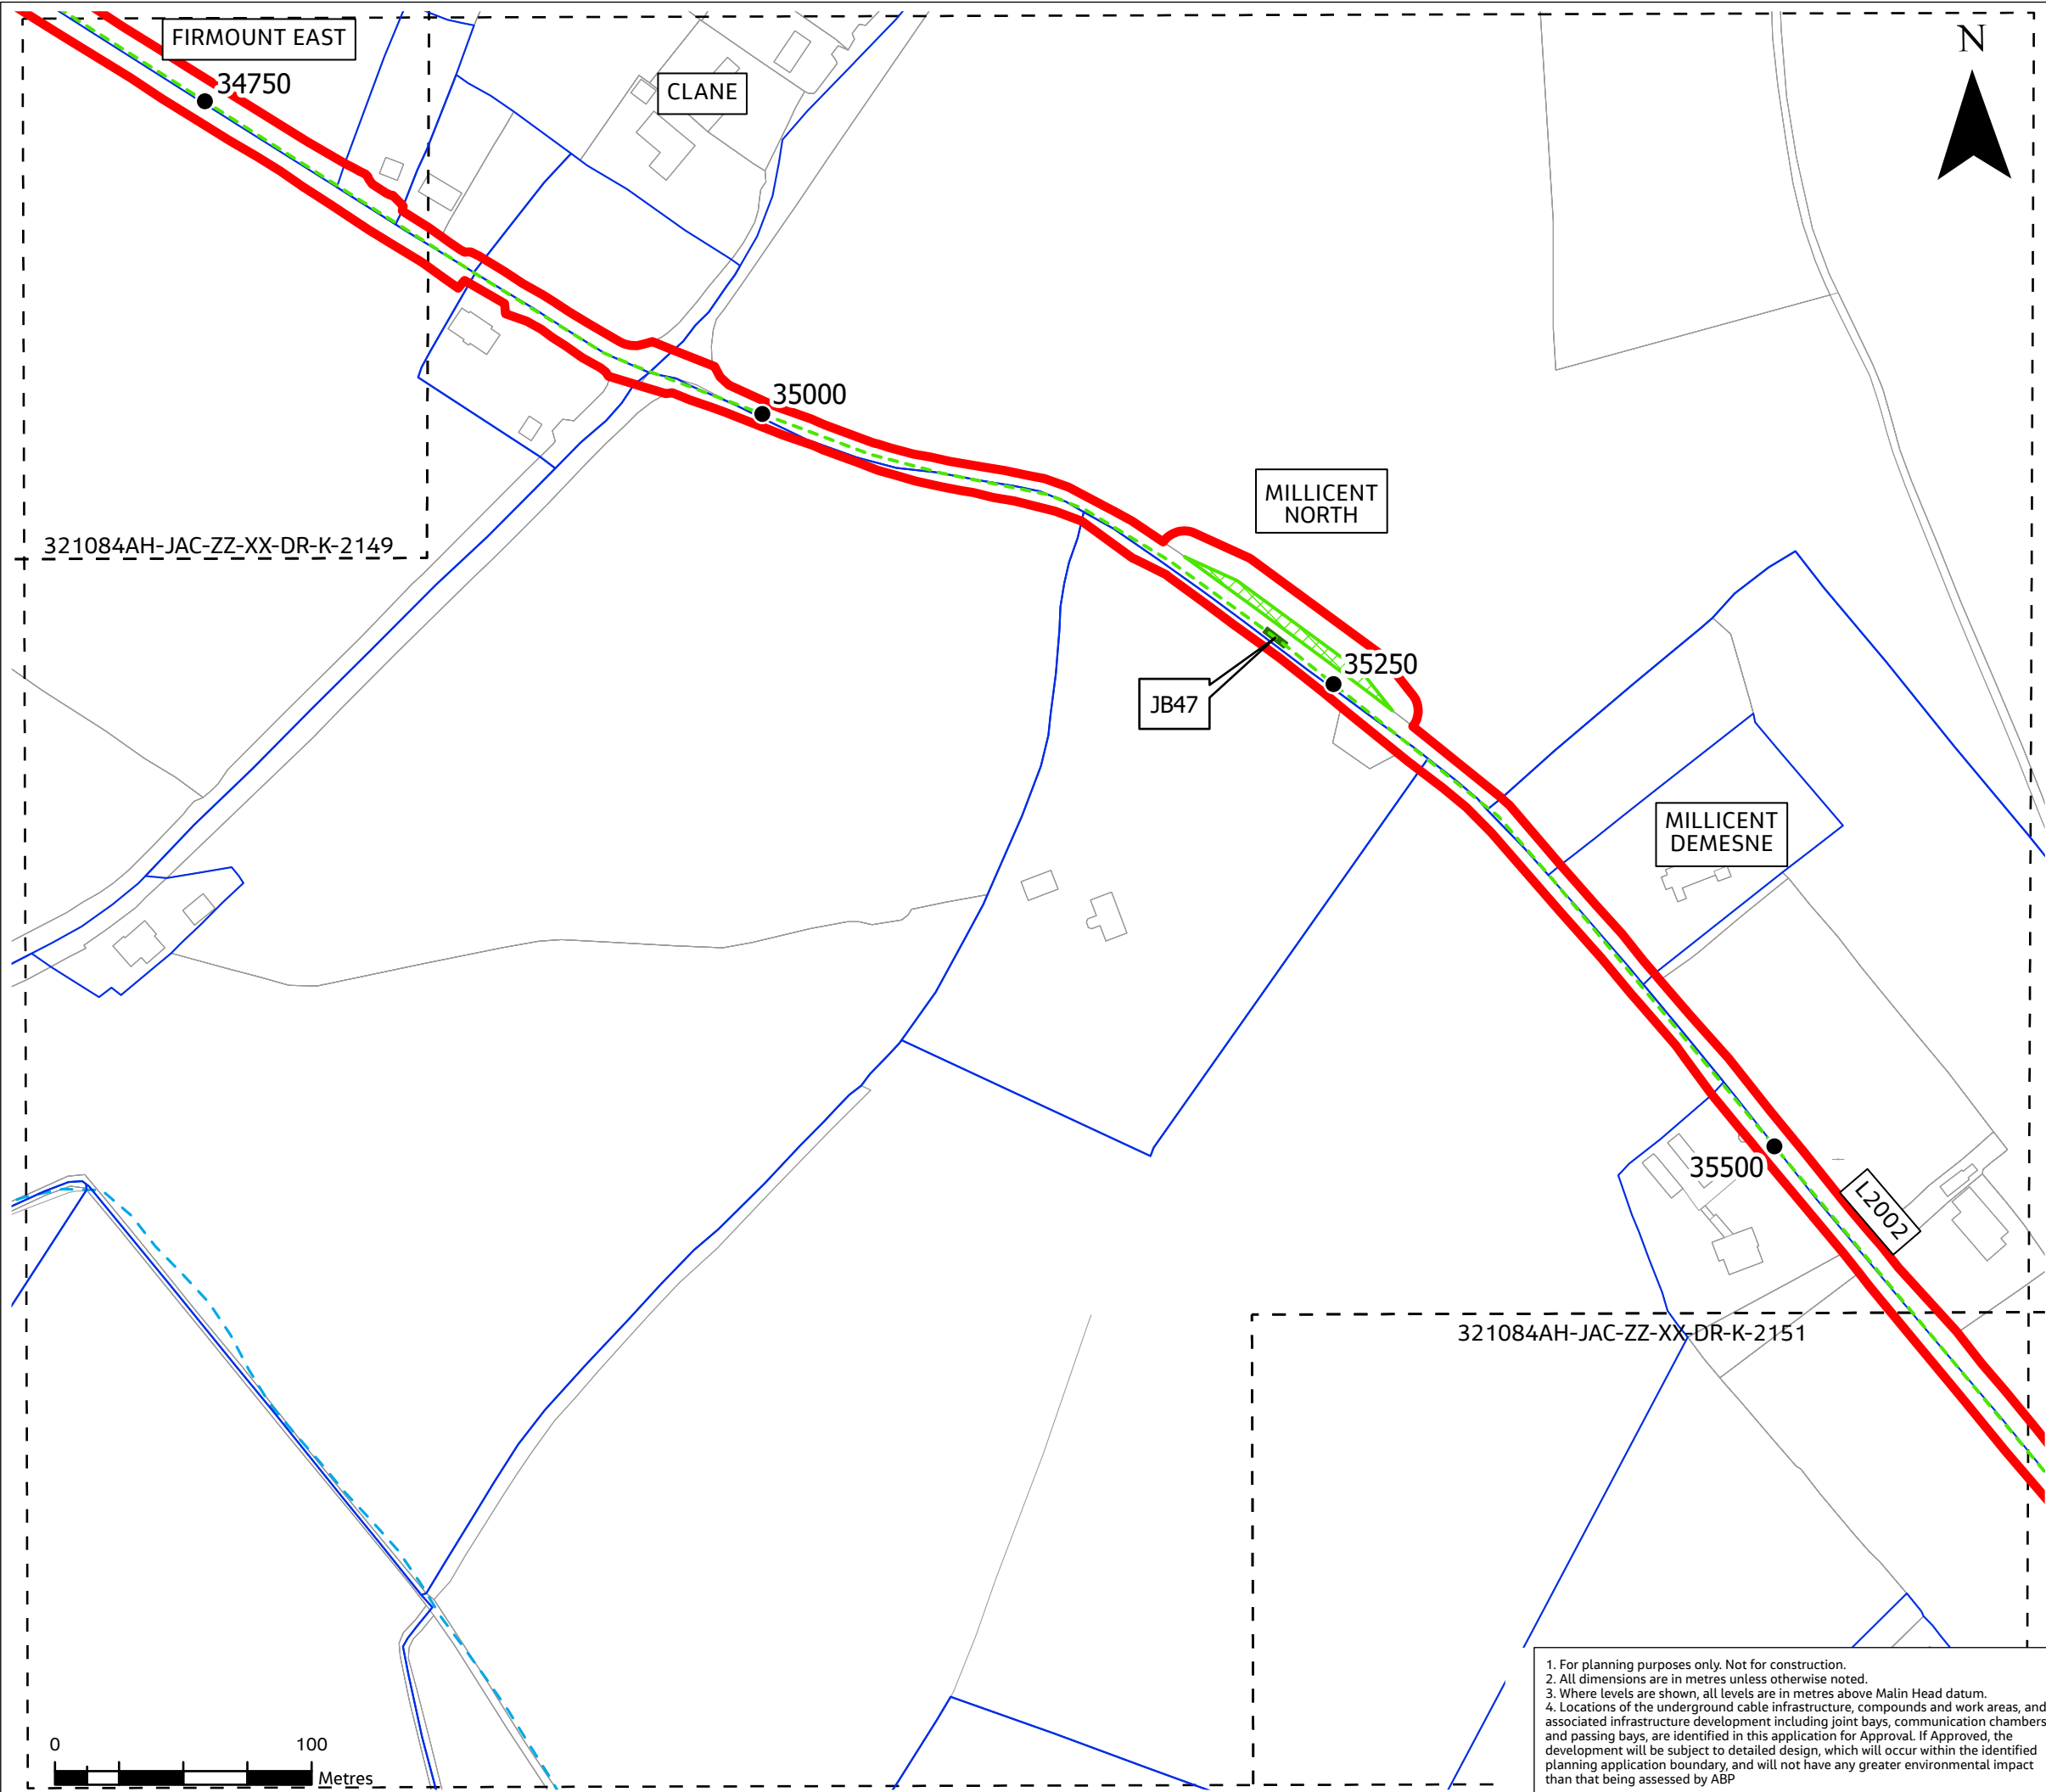 FIRMOUNT EAST
N
34750
CLANE
35000
MILLICENT
NORTH
321084AH-JAC-ZZ-XX-DR-K-2149
35250
JB47
MILLICENT
DEMESNE
35500
L2002
321084AH-JAC-ZZ-XX-DR-K-2151
1. For planning purposes only. Not for construction.
2. All dimensions are in metres unless otherwise noted.
3. Where levels are shown, all levels are in metres above Malin Head datum.
4. Locations of the underground cable infrastructure, compounds and work areas, and
associated infrastructure development including joint bays, communication chambers
and passing bays, are identified in this application for Approval. If Approved, the
development will be subject to detailed design, which will occur within the identified
planning application boundary, and will not have any greater environmental impact
than that being assessed by ABP
0 100
Metres